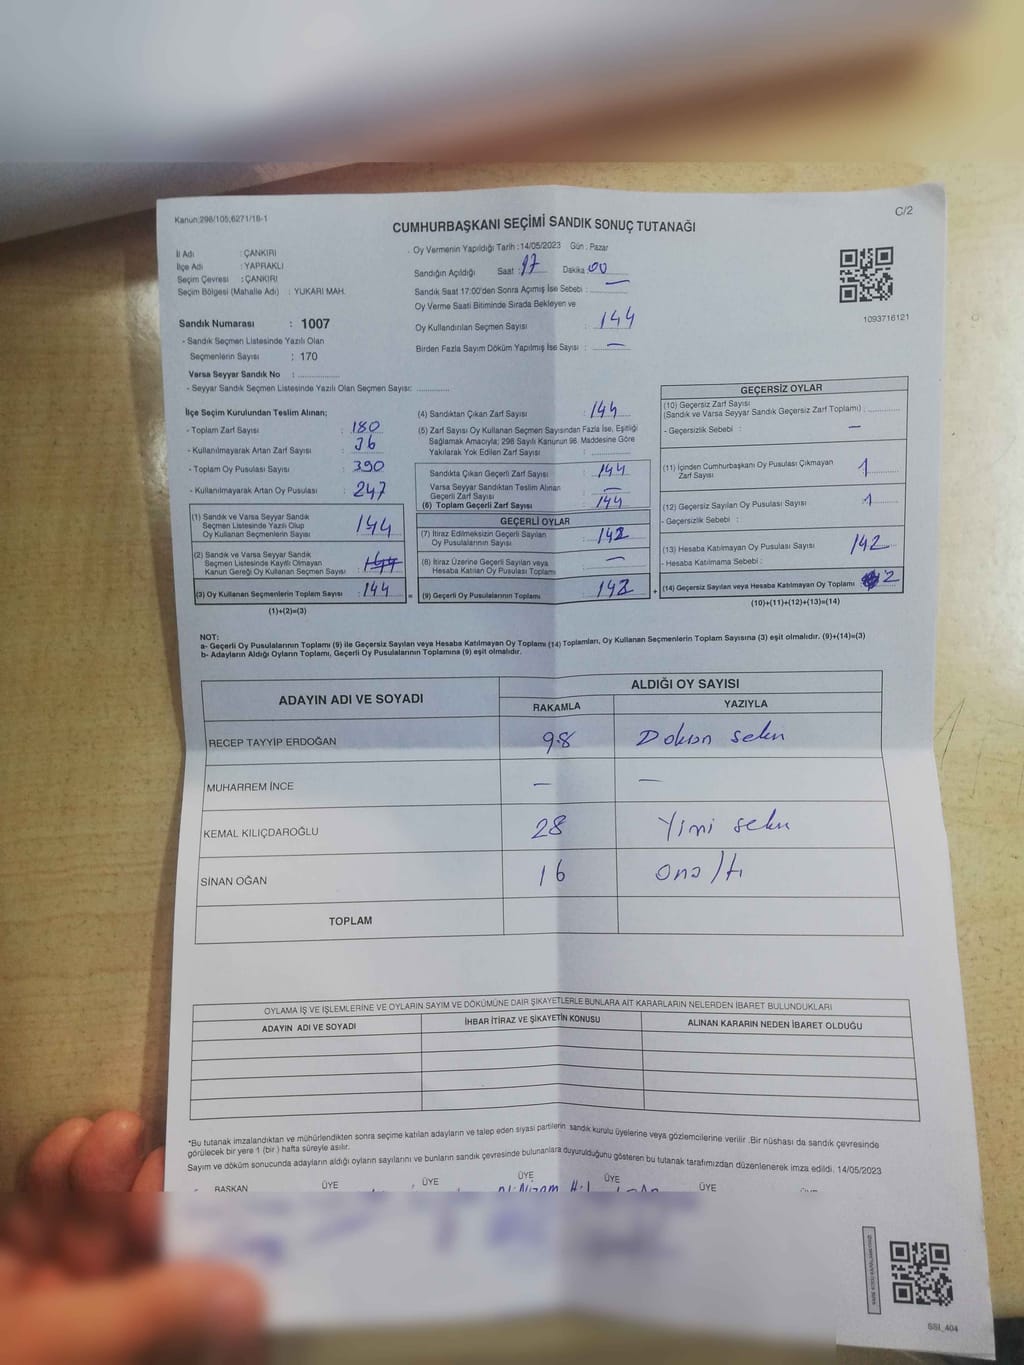 Kanun:298/105;6271/18-1
C/2
CUMHURBAŞKANI SEÇİMİ SANDIK SONUÇ TUTANAĞI
İl Adı : ÇANKIRI
İlçe Adı : YAPRAKLI
Seçim Çevresi : ÇANKIRI
Seçim Bölgesi (Mahalle Adı) : YUKARI MAH.
Sandık Numarası : 1007
- Sandık Seçmen Listesinde Yazılı Olan
Seçmenlerin Sayısı : 170
Varsa Seyyar Sandık No : ..............
- Seyyar Sandık Seçmen Listesinde Yazılı Olan Seçmen Sayısı: ...........
Oy Vermenin Yapıldığı Tarih :14/05/2023 Gün : Pazar
Sandığın Açıldığı Saat : 17 Dakika : 00
Sandık Saat 17:00'den Sonra Açımış İse Sebebi : —
Oy Verme Saati Bitiminde Sırada Bekleyen ve
Oy Kullandırılan Seçmen Sayısı : 144
Birden Fazla Sayım Döküm Yapılmış İse Sayısı : —
1093716121
İlçe Seçim Kurulundan Teslim Alınan;
- Toplam Zarf Sayısı : 180
- Kullanılmayarak Artan Zarf Sayısı : 36
- Toplam Oy Pusulası Sayısı : 390
- Kullanılmayarak Artan Oy Pusulası : 247
(1) Sandık ve Varsa Seyyar Sandık
Seçmen Listesinde Yazılı Olup
Oy Kullanan Seçmenlerin Sayısı : 144
(2) Sandık ve Varsa Seyyar Sandık
Seçmen Listesinde Kayıtlı Olmayan
Kanun Gereği Oy Kullanan Seçmen Sayısı : 144
(3) Oy Kullanan Seçmenlerin Toplam Sayısı : 144
(1)+(2)=(3)
(4) Sandıktan Çıkan Zarf Sayısı : 144
(5) Zarf Sayısı Oy Kullanan Seçmen Sayısından Fazla İse, Eşitliği
Sağlamak Amacıyla; 298 Sayılı Kanunun 98. Maddesine Göre
Yakılarak Yok Edilen Zarf Sayısı : ............
Sandıkta Çıkan Geçerli Zarf Sayısı : 144
Varsa Seyyar Sandıktan Teslim Alınan
Geçerli Zarf Sayısı : —
(6) Toplam Geçerli Zarf Sayısı : 144
GEÇERLİ OYLAR
(7) İtiraz Edilmeksizin Geçerli Sayılan
Oy Pusulalarının Sayısı : 142
(8) İtiraz Üzerine Geçerli Sayılan veya
Hesaba Katılan Oy Pusulası Toplamı : —
(9) Geçerli Oy Pusulalarının Toplamı : 142
GEÇERSİZ OYLAR
(10) Geçersiz Zarf Sayısı
(Sandık ve Varsa Seyyar Sandık Geçersiz Zarf Toplamı) : ............
- Geçersizlik Sebebi : —
(11) İçinden Cumhurbaşkanı Oy Pusulası Çıkmayan
Zarf Sayısı : 1
(12) Geçersiz Sayılan Oy Pusulası Sayısı : 1
- Geçersizlik Sebebi :
(13) Hesaba Katılmayan Oy Pusulası Sayısı : 142
- Hesaba Katılmama Sebebi :
(14) Geçersiz Sayılan veya Hesaba Katılmayan Oy Toplamı : 2
(10)+(11)+(12)+(13)=(14)
NOT:
a- Geçerli Oy Pusulalarının Toplamı (9) ile Geçersiz Sayılan veya Hesaba Katılmayan Oy Toplamı (14) Toplamları, Oy Kullanan Seçmenlerin Toplam Sayısına (3) eşit olmalıdır. (9)+(14)=(3)
b- Adayların Aldığı Oyların Toplamı, Geçerli Oy Pusulalarının Toplamına (9) eşit olmalıdır.
ADAYIN ADI VE SOYADI
ALDIĞI OY SAYISI
RAKAMLA YAZIYLA
RECEP TAYYİP ERDOĞAN 98 Doksn sekn
MUHARREM İNCE — —
KEMAL KILIÇDAROĞLU 28 Yimi sekn
SİNAN OĞAN 16 onaltı
TOPLAM
OYLAMA İŞ VE İŞLEMLERİNE VE OYLARIN SAYIM VE DÖKÜMÜNE DAİR ŞİKAYETLERLE BUNLARA AİT KARARLARIN NELERDEN İBARET BULUNDUKLARI
ADAYIN ADI VE SOYADI İHBAR İTİRAZ VE ŞİKAYETİN KONUSU ALINAN KARARIN NEDEN İBARET OLDUĞU
*Bu tutanak imzalandıktan ve mühürlendikten sonra seçime katılan adayların ve talep eden siyasi partilerin sandık kurulu üyelerine veya gözlemcilerine verilir .Bir nüshası da sandık çevresinde
görülecek bir yere 1 (bir ) hafta süreyle asılır.
Sayım ve döküm sonucunda adayların aldığı oyların sayılarını ve bunların sandık çevresinde bulunanlara duyurulduğunu gösteren bu tutanak tarafımızdan düzenlenerek imza edildi. 14/05/2023
BAŞKAN ÜYE ÜYE ÜYE ÜYE ÜYE
SSI_404